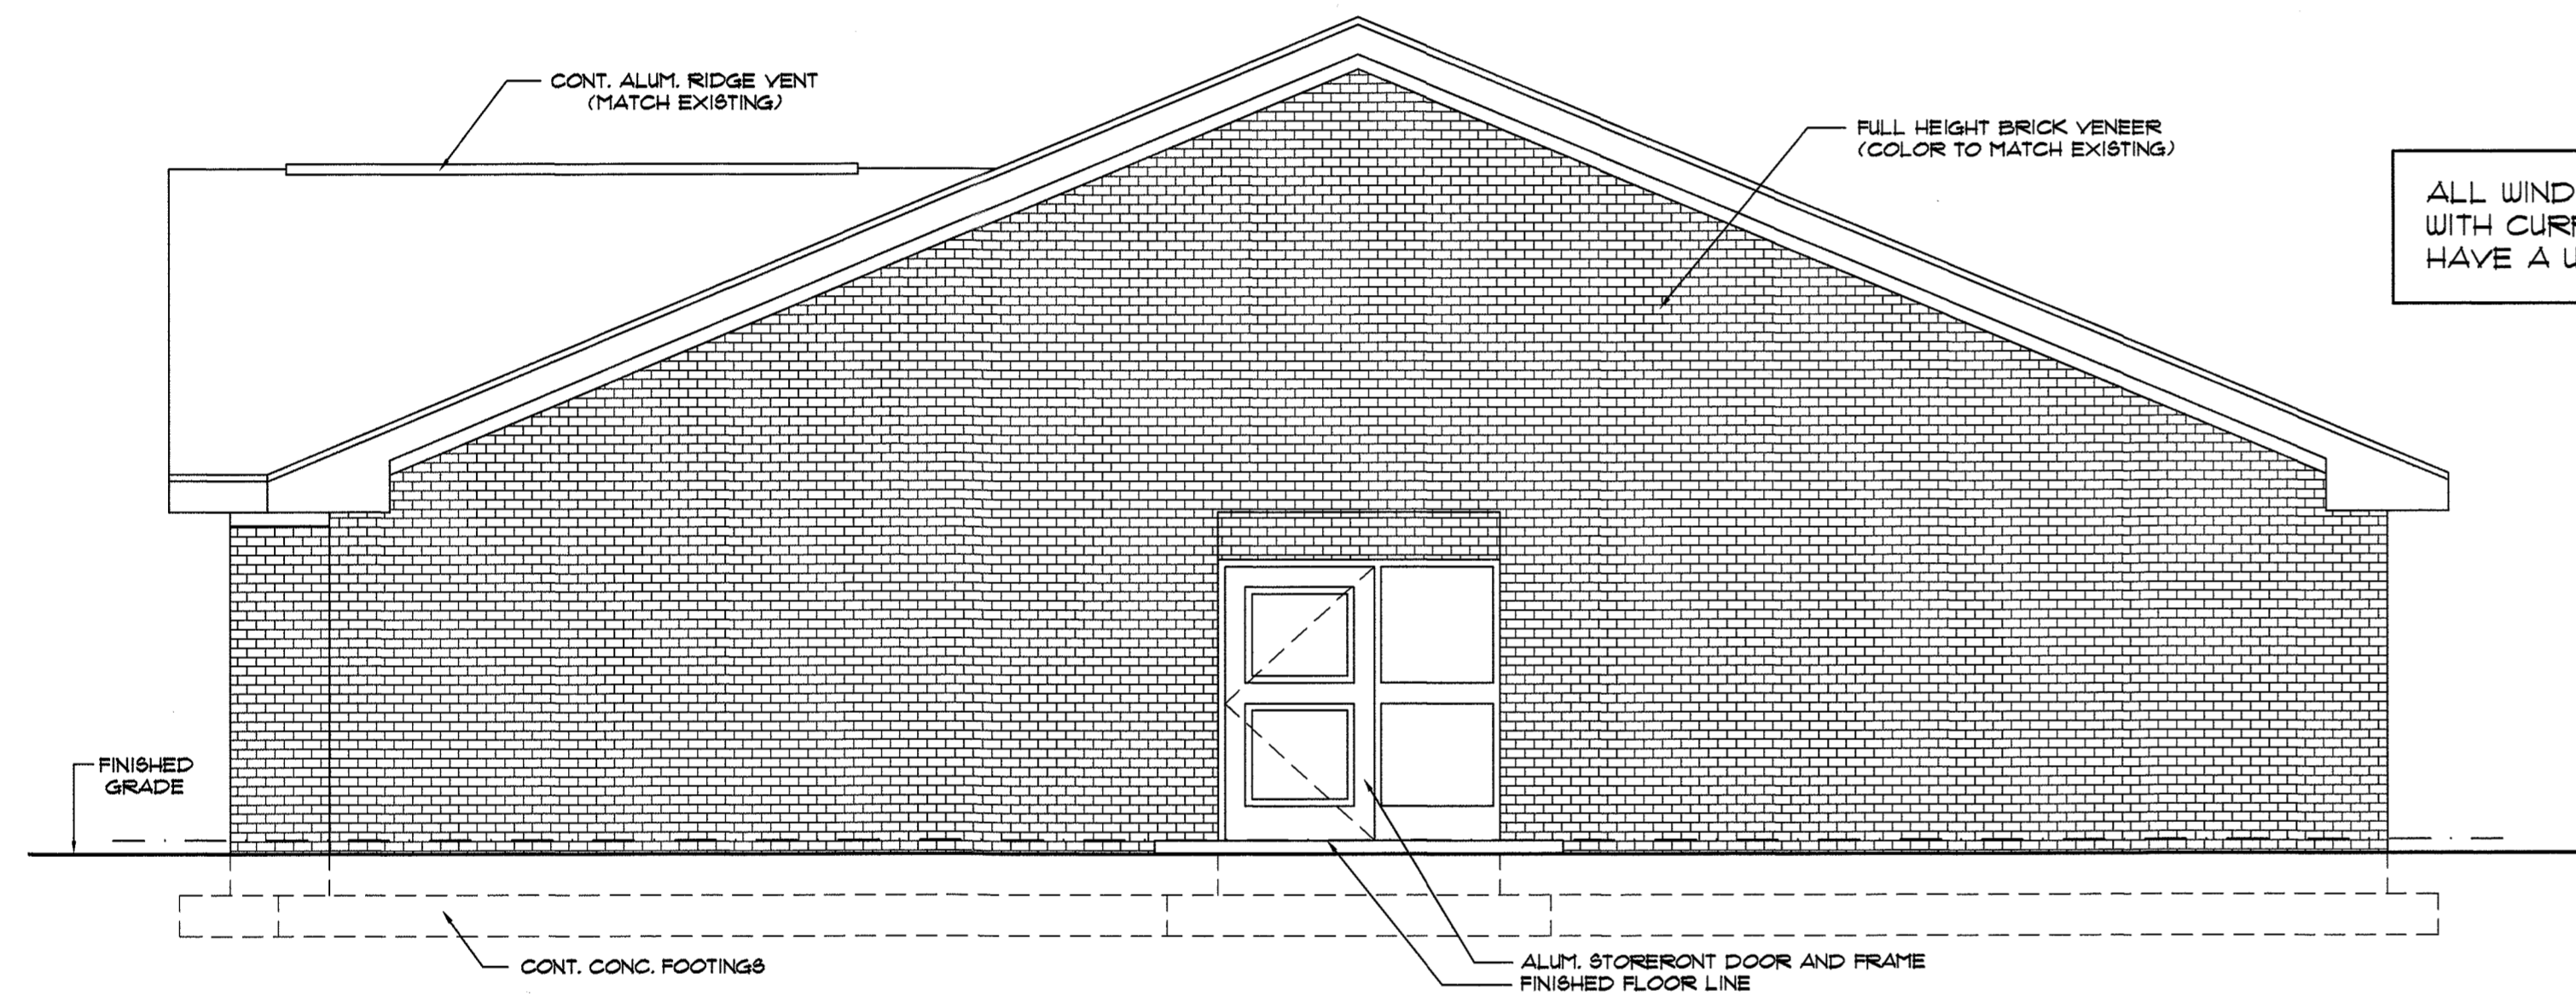 CONT. ALUM. RIDGE VENT
(MATCH EXISTING)
FULL HEIGHT BRICK VENEER
(COLOR TO MATCH EXISTING)
ALL WIND
WITH CURR
HAVE A U
FINISHED
GRADE
CONT. CONC. FOOTINGS
ALUM. STORERONT DOOR AND FRAME
FINISHED FLOOR LINE